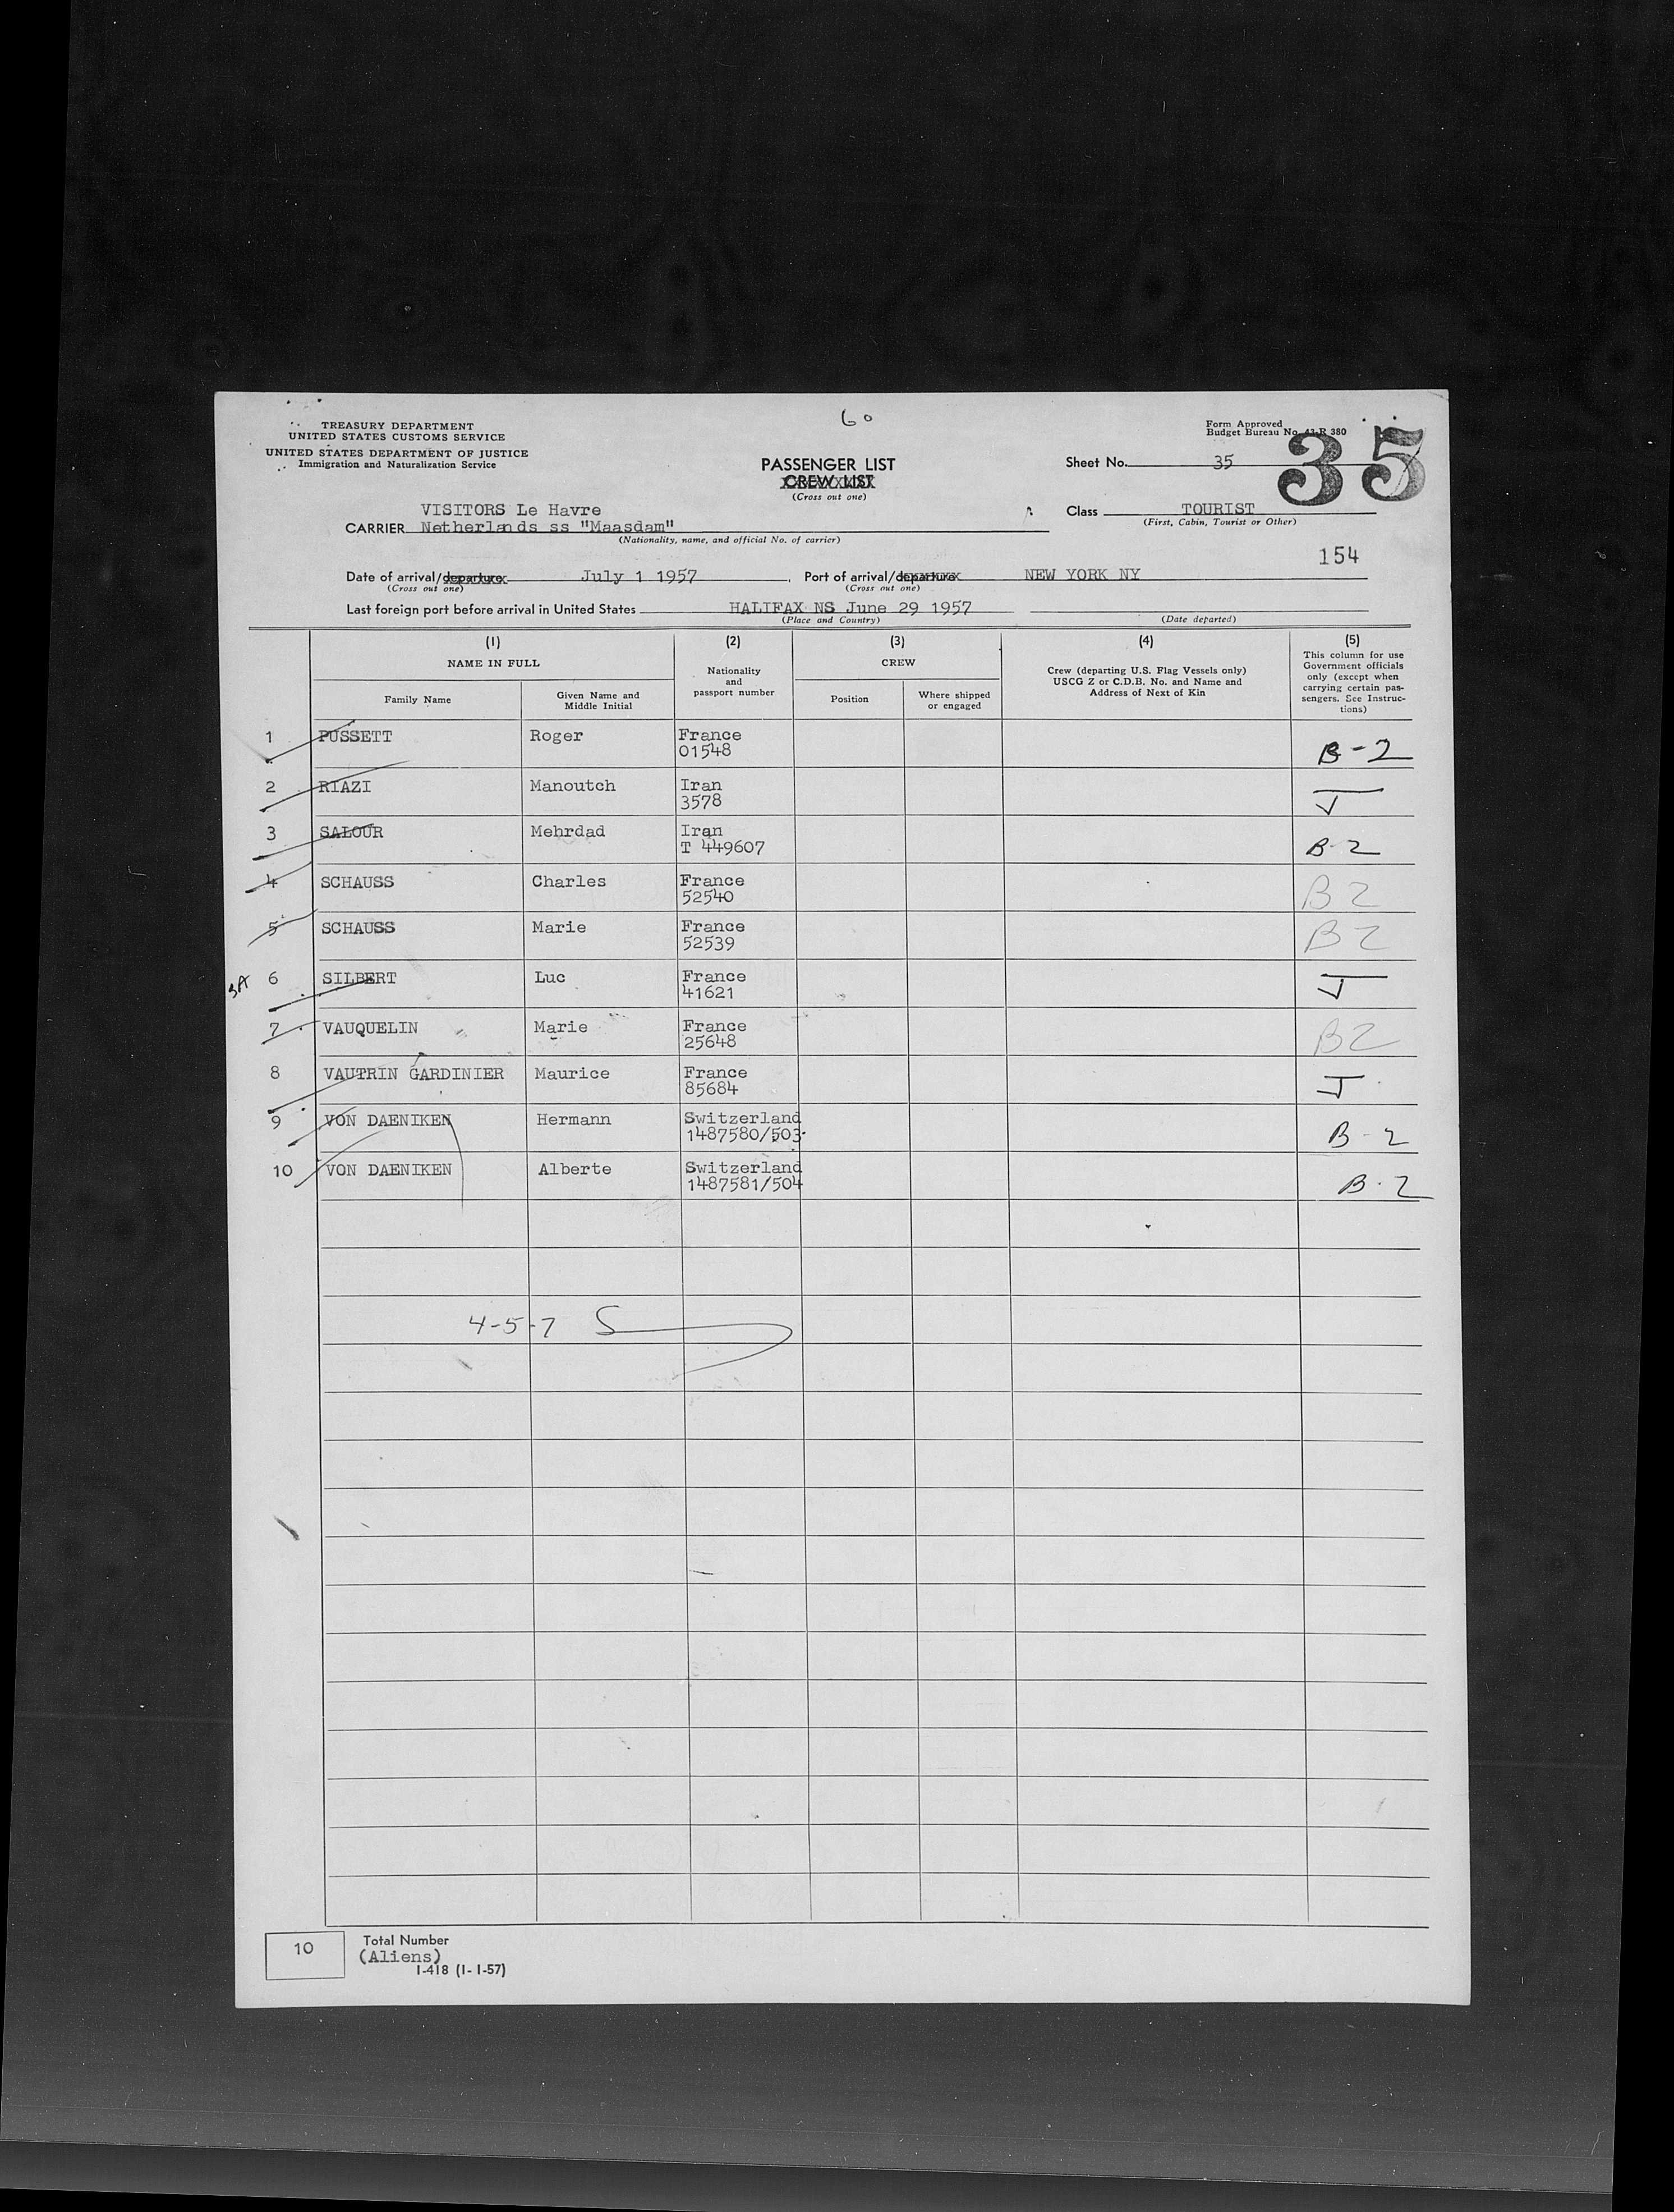 60
TREASURY DEPARTMENT
UNITED STATES CUSTOMS SERVICE
UNITED STATES DEPARTMENT OF JUSTICE
Immigration and Naturalization Service
PASSENGER LIST
CREW LIST
(Cross out one)
Form Approved
Budget Bureau No. 43-R 380
Sheet No. 35
35
VISITORS Le Havre
CARRIER Netherlands ss "Maasdam"
(Nationality, name, and official No. of carrier)
Class TOURIST
(First, Cabin, Tourist or Other)
154
Date of arrival/departure July 1 1957. Port of arrival/departure NEW YORK NY
(Cross out one) (Cross out one)
Last foreign port before arrival in United States HALIFAX NS June 29 1957
(Place and Country) (Date departed)
(1) (2) (3) (4) (5)
NAME IN FULL
Family Name
Given Name and
Middle Initial
Nationality
and
passport number
CREW
Position
Where shipped
or engaged
Crew (departing U.S. Flag Vessels only)
USCG Z or C.D.B. No. and Name and
Address of Next of Kin
This column for use
Government officials
only (except when
carrying certain pas-
sengers. See Instruc-
tions)
1 PUSSETT Roger France
01548 B-2
2 RIAZI Manoutch Iran
3578 J
3 SALOUR Mehrdad Iran
T 449607 B-2
4 SCHAUSS Charles France
52540 B2
5 SCHAUSS Marie France
52539 B2
3A 6 SILBERT Luc France
41621 J
7 VAUQUELIN Marie France
25648 B2
8 VAUTRIN GARDINIER Maurice France
85684 J
9 VON DAENIKEN Hermann Switzerland
1487580/503 B-2
10 VON DAENIKEN Alberte Switzerland
1487581/504 B-2
4-5-7 S
10 Total Number
(Aliens)
I-418 (1-1-57)